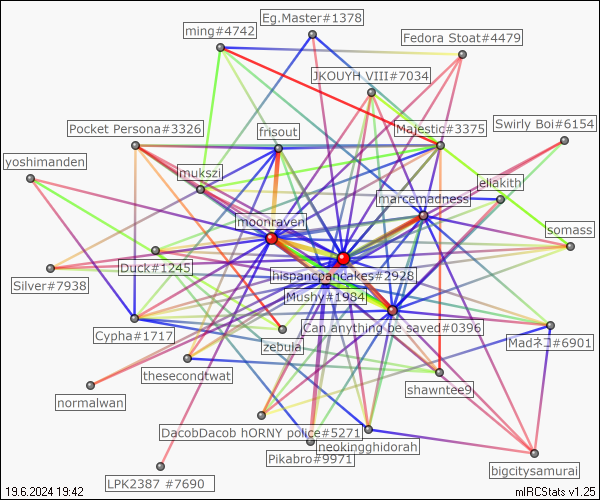 Eg.Master#1378
ming#4742
Fedora Stoat#4479
JKOUYH VIII#7034
Pocket Persona#3326
frisout
Majestic#3375
Swirly Boi#6154
yoshimanden
mukszi
eliakith
marcemadness
moonraven
somass
Duck#1245
hispancpancakes#2928
Silver#7938
Mushy#1984
Can anything be saved#0396
Cypha#1717
zebula
Madネコ#6901
thesecondtwat
shawntee9
normalwan
DacobDacob hORNY police#5271
neokingghidorah
Pikabro#9971
bigcitysamurai
LPK2387 #7690
19.6.2024 19:42
mIRCStats v1.25